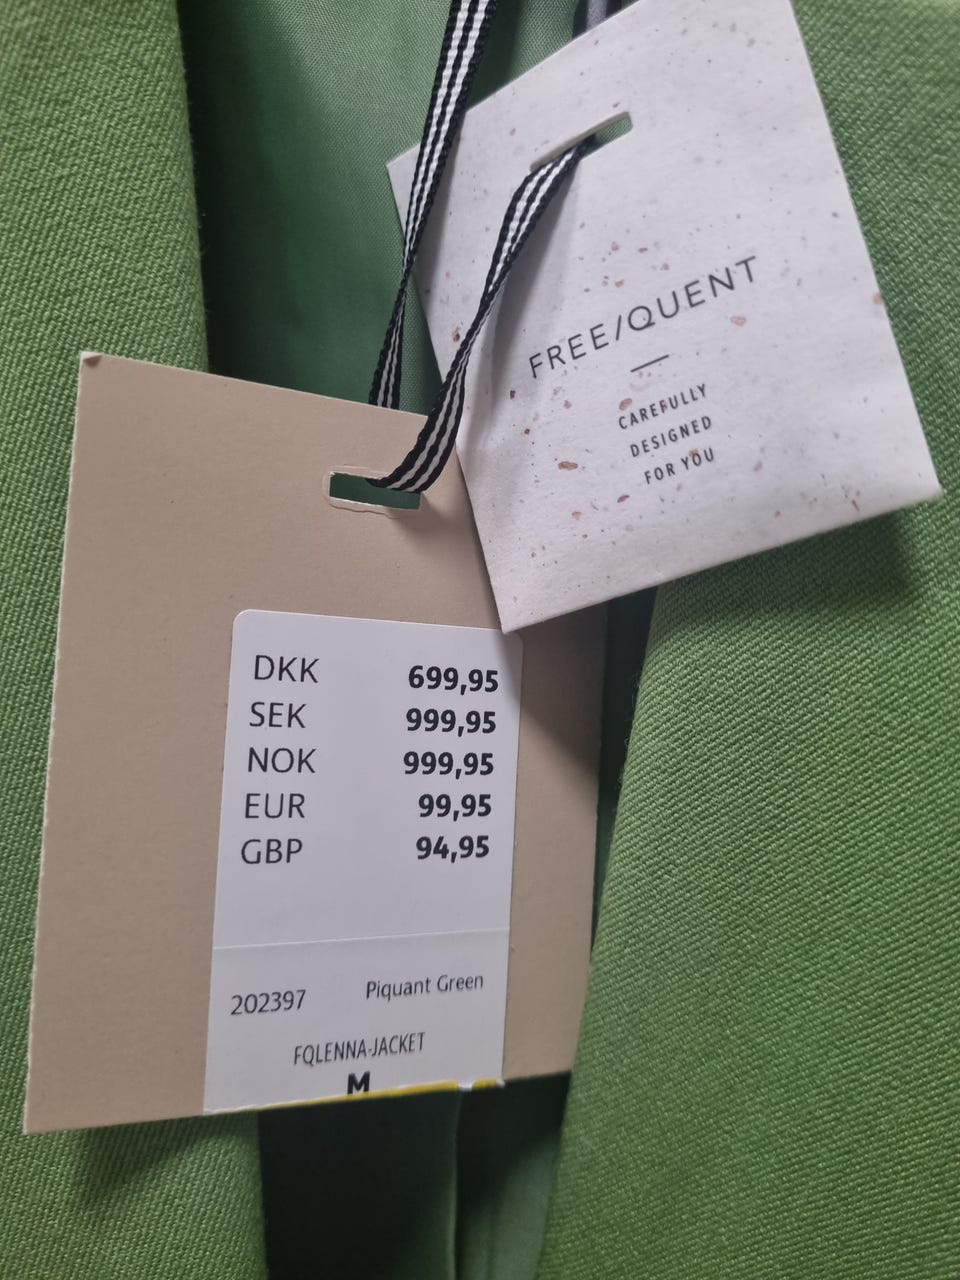 FREE/QUENT
CAREFULLY
DESIGNED
FOR YOU
DKK 699,95
SEK 999,95
NOK 999,95
EUR 99,95
GBP 94,95
202397 Piquant Green
FQLENNA-JACKET
M